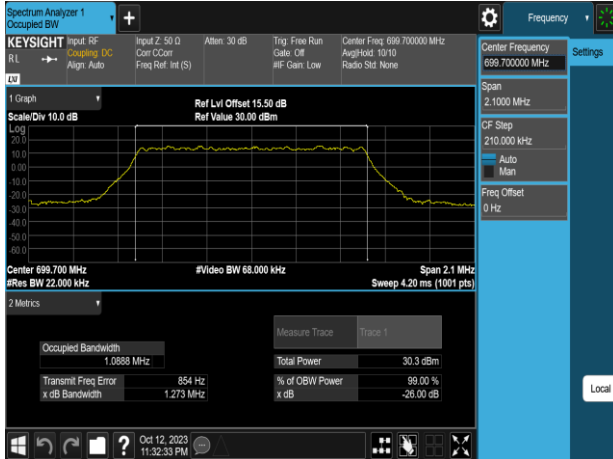 Spectrum Analyzer 1
Occupied BW
Frequency
KEYSIGHT
RL
LXI
Input: RF
Coupling: DC
Align: Auto
Input Z: 50 Ω
Corr CCorr
Freq Ref: Int (S)
Atten: 30 dB
Trig: Free Run
Gate: Off
#IF Gain: Low
Center Freq: 699.700000 MHz
Avg|Hold: 10/10
Radio Std: None
Center Frequency
699.700000 MHz
Settings
Span
2.1000 MHz
CF Step
210.000 kHz
Auto
Man
Freq Offset
0 Hz
Local
1 Graph
Scale/Div 10.0 dB
Ref Lvl Offset 15.50 dB
Ref Value 30.00 dBm
Log
20.0
10.0
0.00
-10.0
-20.0
-30.0
-40.0
-50.0
-60.0
Center 699.700 MHz
#Video BW 68.000 kHz
Span 2.1 MHz
#Res BW 22.000 kHz
Sweep 4.20 ms (1001 pts)
2 Metrics
Measure Trace
Trace 1
Occupied Bandwidth
1.0888 MHz
Total Power
30.3 dBm
Transmit Freq Error
854 Hz
% of OBW Power
99.00 %
x dB Bandwidth
1.273 MHz
x dB
-26.00 dB
?
Oct 12, 2023
11:32:33 PM